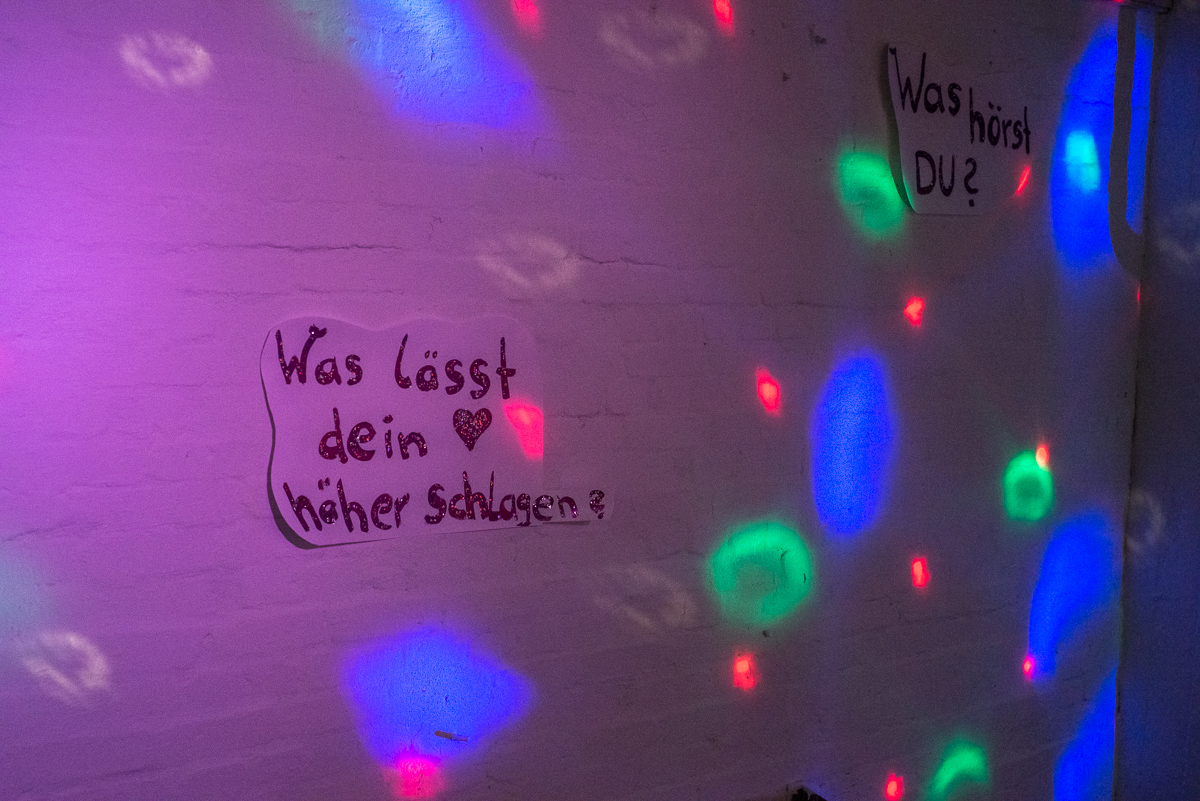 Was lässt
dein ♥
höher schlagen?
Was hörst
DU?